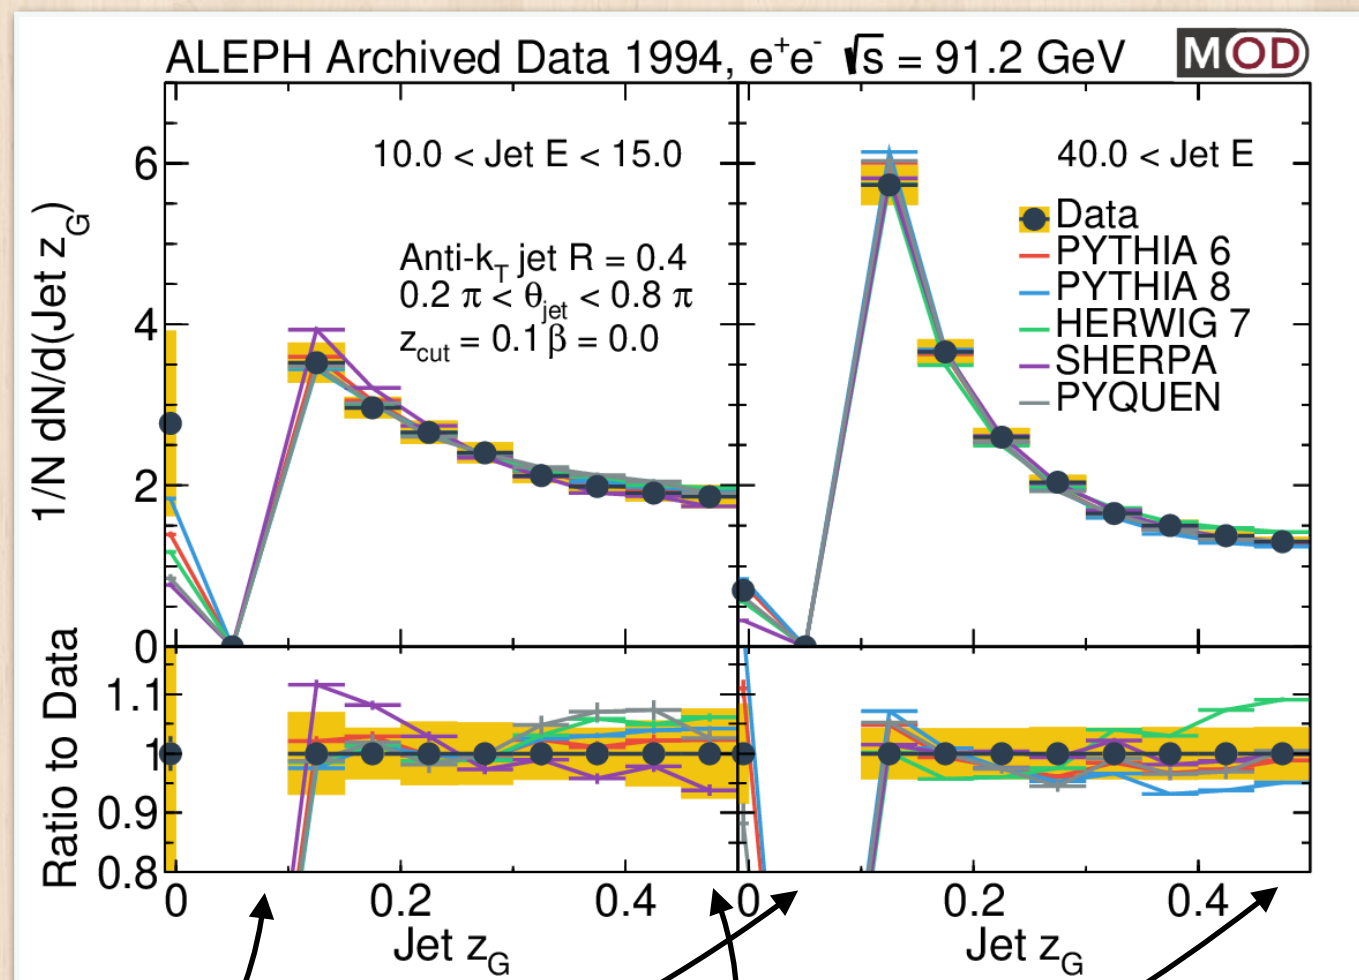 ALEPH Archived Data 1994, e⁺e⁻ √s = 91.2 GeV
MOD
1/N dN/d(Jet z_G)
6
4
2
0
10.0 < Jet E < 15.0
Anti-k_T jet R = 0.4
0.2 π < θ_jet < 0.8 π
z_cut = 0.1 β = 0.0
40.0 < Jet E
Data
PYTHIA 6
PYTHIA 8
HERWIG 7
SHERPA
PYQUEN
Ratio to Data
1.1
1
0.9
0.8
0 0.2 0.4
0 0.2 0.4
Jet z_G
Jet z_G